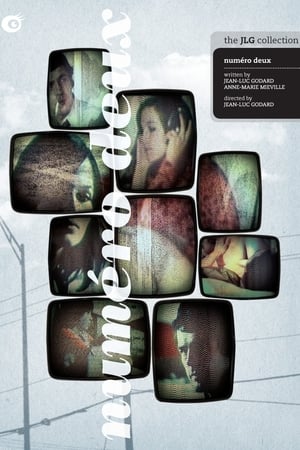 the JLG collection
numéro deux
written by
JEAN-LUC GODARD
ANNE-MARIE MIEVILLE
directed by
JEAN-LUC GODARD
numéro deux